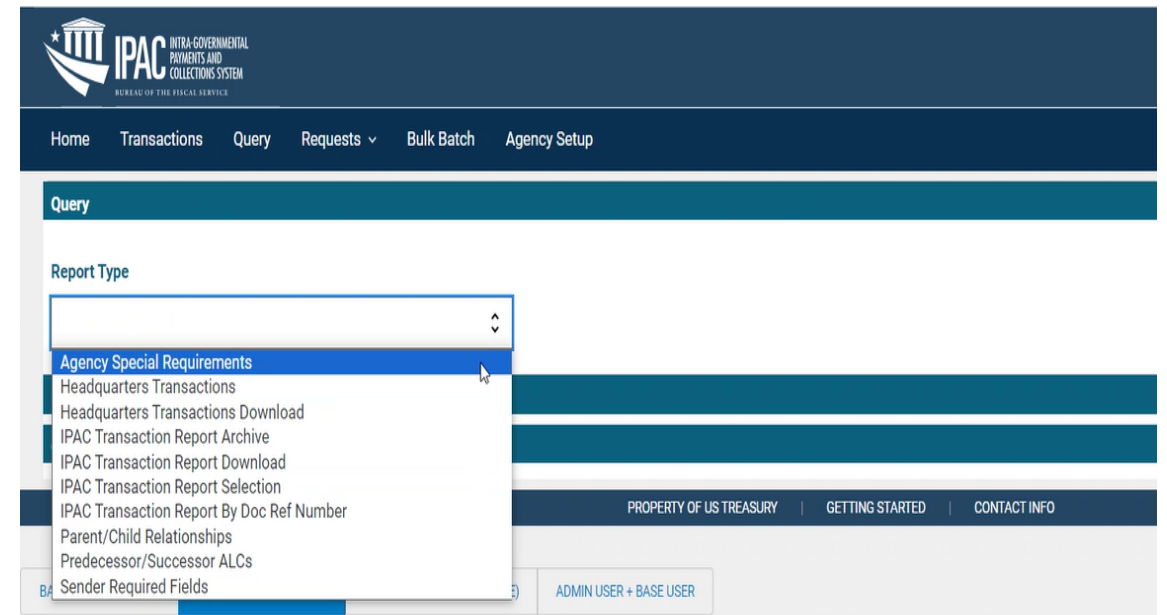 IPAC
INTRA-GOVERNMENTAL
PAYMENTS AND
COLLECTIONS SYSTEM
BUREAU OF THE FISCAL SERVICE
Home Transactions Query Requests Bulk Batch Agency Setup
Query
Report Type
Agency Special Requirements
Headquarters Transactions
Headquarters Transactions Download
IPAC Transaction Report Archive
IPAC Transaction Report Download
IPAC Transaction Report Selection
IPAC Transaction Report By Doc Ref Number
Parent/Child Relationships
Predecessor/Successor ALCs
Sender Required Fields
PROPERTY OF US TREASURY | GETTING STARTED | CONTACT INFO
BA E) ADMIN USER + BASE USER